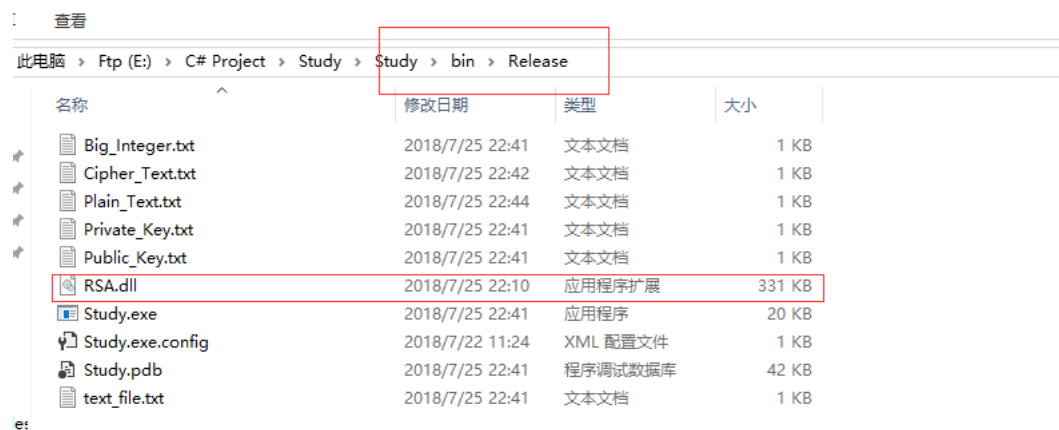 查看
此电脑 › Ftp (E:) › C# Project › Study › Study › bin › Release
名称 修改日期 类型 大小
Big_Integer.txt 2018/7/25 22:41 文本文档 1 KB
Cipher_Text.txt 2018/7/25 22:42 文本文档 1 KB
Plain_Text.txt 2018/7/25 22:44 文本文档 1 KB
Private_Key.txt 2018/7/25 22:41 文本文档 1 KB
Public_Key.txt 2018/7/25 22:41 文本文档 1 KB
RSA.dll 2018/7/25 22:10 应用程序扩展 331 KB
Study.exe 2018/7/25 22:41 应用程序 20 KB
Study.exe.config 2018/7/22 11:24 XML 配置文件 1 KB
Study.pdb 2018/7/25 22:41 程序调试数据库 42 KB
text_file.txt 2018/7/25 22:41 文本文档 1 KB